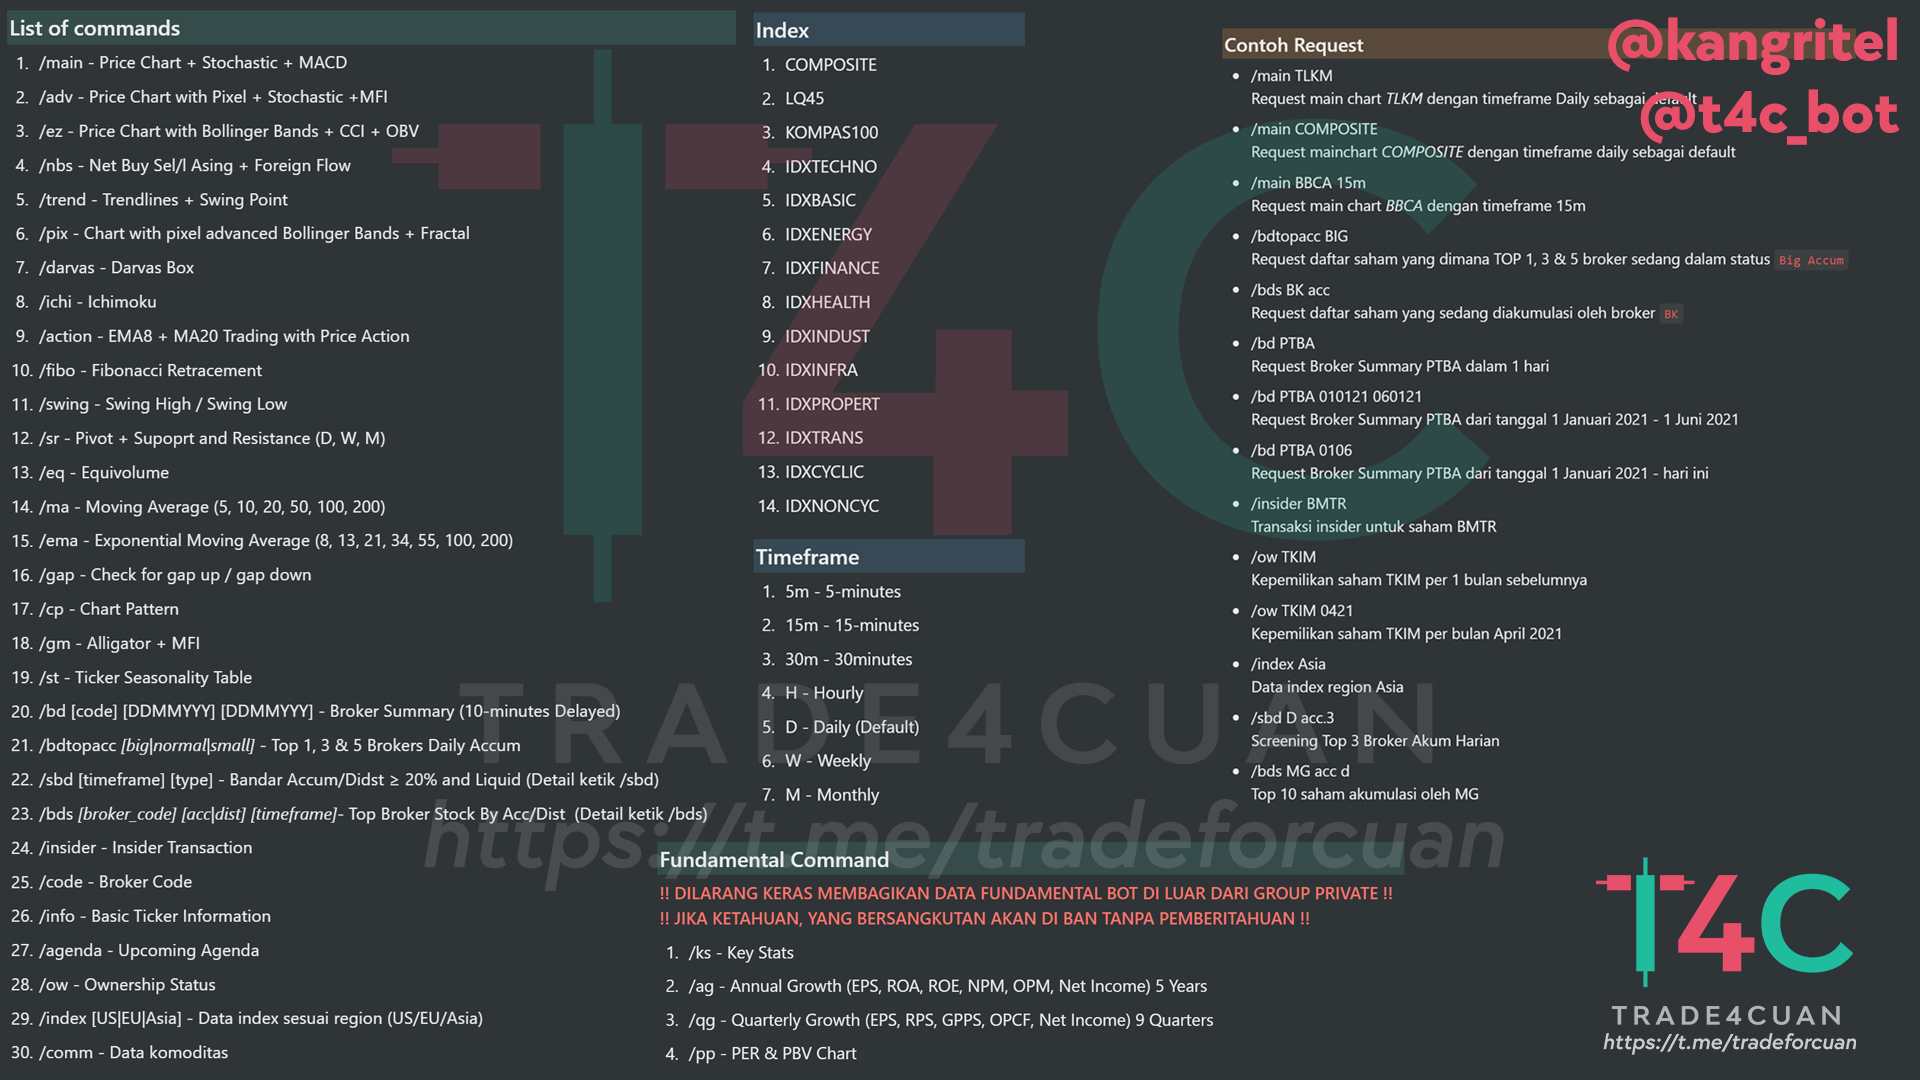 List of commands
1. /main - Price Chart + Stochastic + MACD
2. /adv - Price Chart with Pixel + Stochastic +MFI
3. /ez - Price Chart with Bollinger Bands + CCI + OBV
4. /nbs - Net Buy Sel/l Asing + Foreign Flow
5. /trend - Trendlines + Swing Point
6. /pix - Chart with pixel advanced Bollinger Bands + Fractal
7. /darvas - Darvas Box
8. /ichi - Ichimoku
9. /action - EMA8 + MA20 Trading with Price Action
10. /fibo - Fibonacci Retracement
11. /swing - Swing High / Swing Low
12. /sr - Pivot + Supoprt and Resistance (D, W, M)
13. /eq - Equivolume
14. /ma - Moving Average (5, 10, 20, 50, 100, 200)
15. /ema - Exponential Moving Average (8, 13, 21, 34, 55, 100, 200)
16. /gap - Check for gap up / gap down
17. /cp - Chart Pattern
18. /gm - Alligator + MFI
19. /st - Ticker Seasonality Table
20. /bd [code] [DDMMYYY] [DDMMYYY] - Broker Summary (10-minutes Delayed)
21. /bdtopacc [big|normal|small] - Top 1, 3 & 5 Brokers Daily Accum
22. /sbd [timeframe] [type] - Bandar Accum/Didst ≥ 20% and Liquid (Detail ketik /sbd)
23. /bds [broker_code] [acc|dist] [timeframe]- Top Broker Stock By Acc/Dist (Detail ketik /bds)
24. /insider - Insider Transaction
25. /code - Broker Code
26. /info - Basic Ticker Information
27. /agenda - Upcoming Agenda
28. /ow - Ownership Status
29. /index [US|EU|Asia] - Data index sesuai region (US/EU/Asia)
30. /comm - Data komoditas
Index
1. COMPOSITE
2. LQ45
3. KOMPAS100
4. IDXTECHNO
5. IDXBASIC
6. IDXENERGY
7. IDXFINANCE
8. IDXHEALTH
9. IDXINDUST
10. IDXINFRA
11. IDXPROPERT
12. IDXTRANS
13. IDXCYCLIC
14. IDXNONCYC
Timeframe
1. 5m - 5-minutes
2. 15m - 15-minutes
3. 30m - 30minutes
4. H - Hourly
5. D - Daily (Default)
6. W - Weekly
7. M - Monthly
Fundamental Command
!! DILARANG KERAS MEMBAGIKAN DATA FUNDAMENTAL BOT DI LUAR DARI GROUP PRIVATE !!
!! JIKA KETAHUAN, YANG BERSANGKUTAN AKAN DI BAN TANPA PEMBERITAHUAN !!
1. /ks - Key Stats
2. /ag - Annual Growth (EPS, ROA, ROE, NPM, OPM, Net Income) 5 Years
3. /qg - Quarterly Growth (EPS, RPS, GPPS, OPCF, Net Income) 9 Quarters
4. /pp - PER & PBV Chart
Contoh Request
• /main TLKM
Request main chart TLKM dengan timeframe Daily sebagai default
• /main COMPOSITE
Request mainchart COMPOSITE dengan timeframe daily sebagai default
• /main BBCA 15m
Request main chart BBCA dengan timeframe 15m
• /bdtopacc BIG
Request daftar saham yang dimana TOP 1, 3 & 5 broker sedang dalam status Big Accum
• /bds BK acc
Request daftar saham yang sedang diakumulasi oleh broker BK
• /bd PTBA
Request Broker Summary PTBA dalam 1 hari
• /bd PTBA 010121 060121
Request Broker Summary PTBA dari tanggal 1 Januari 2021 - 1 Juni 2021
• /bd PTBA 0106
Request Broker Summary PTBA dari tanggal 1 Januari 2021 - hari ini
• /insider BMTR
Transaksi insider untuk saham BMTR
• /ow TKIM
Kepemilikan saham TKIM per 1 bulan sebelumnya
• /ow TKIM 0421
Kepemilikan saham TKIM per bulan April 2021
• /index Asia
Data index region Asia
• /sbd D acc.3
Screening Top 3 Broker Akum Harian
• /bds MG acc d
Top 10 saham akumulasi oleh MG
@kangritel
@t4c_bot
T4C
TRADE4CUAN
https://t.me/tradeforcuan
T4C
TRADE4CUAN
https://t.me/tradeforcuan